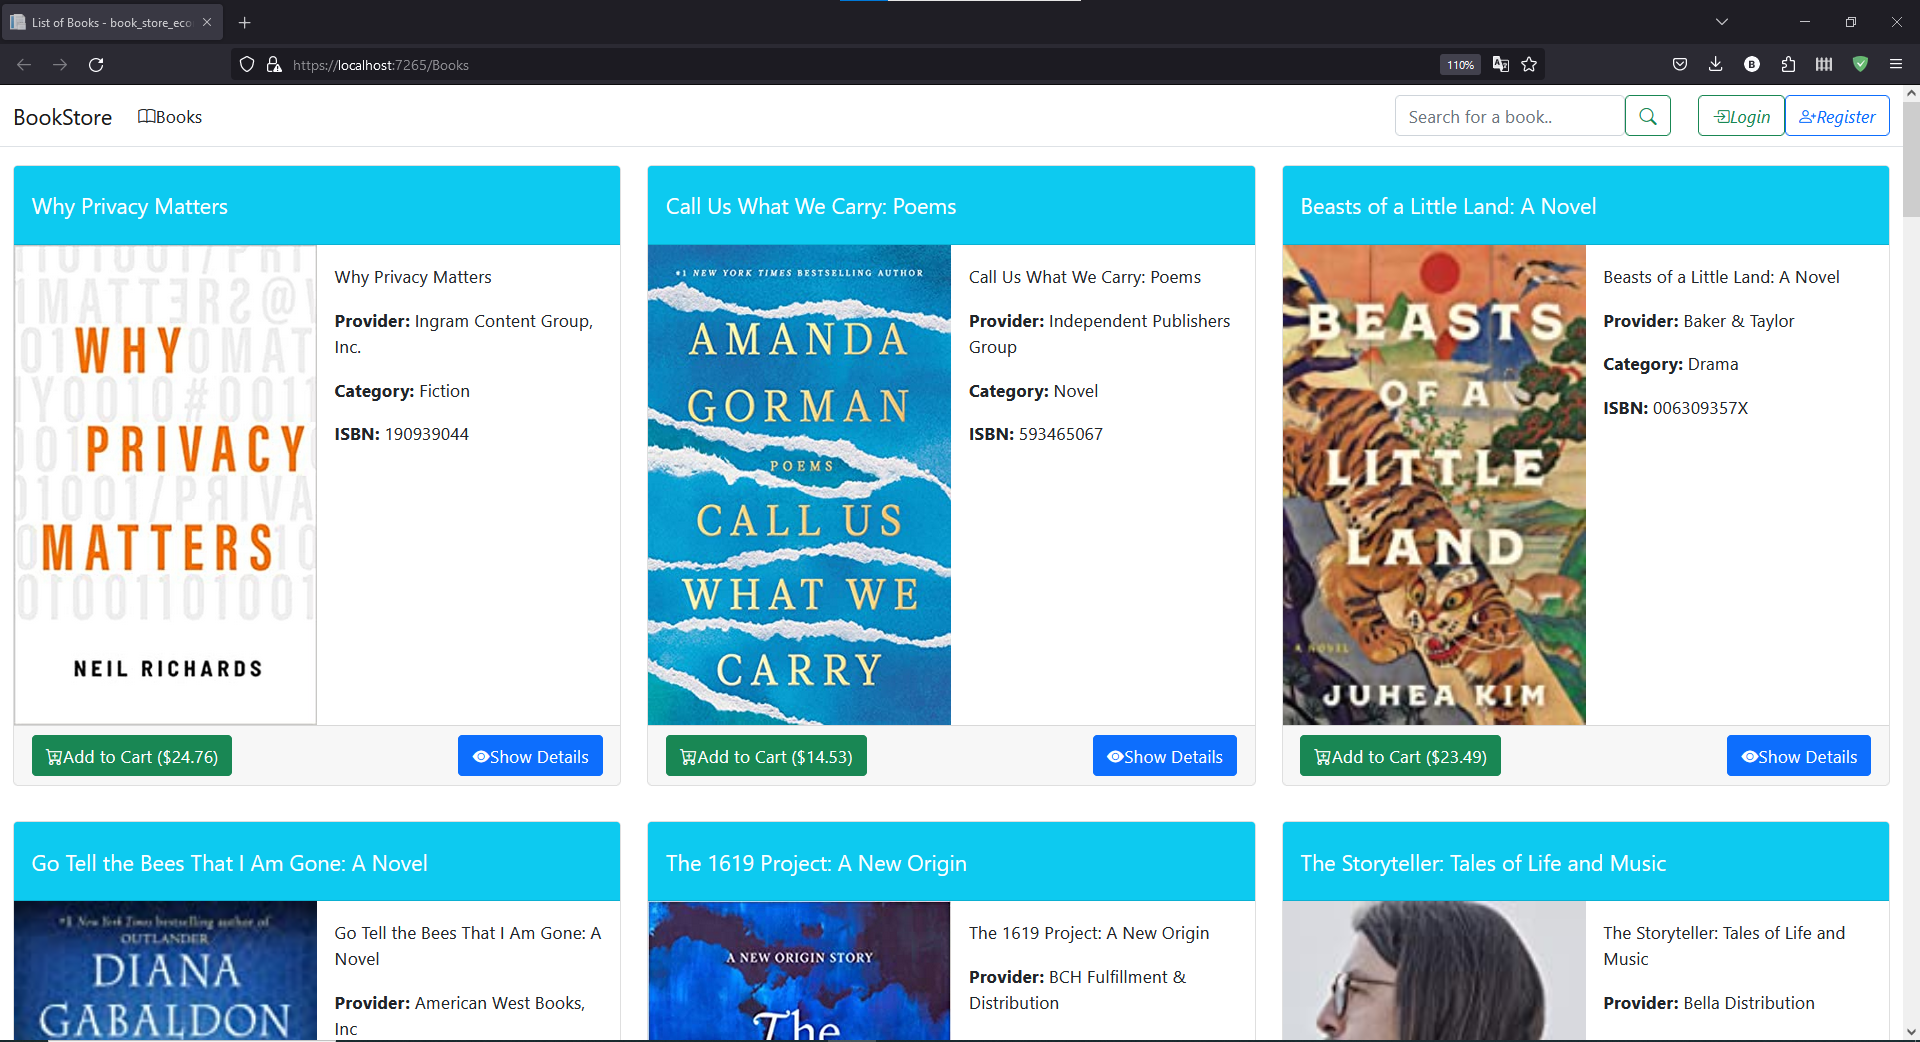 List of Books - book_store_eco
https://localhost:7265/Books
110%
BookStore
Books
Search for a book..
Login
Register
Why Privacy Matters
Call Us What We Carry: Poems
Beasts of a Little Land: A Novel
WHY
PRIVACY
MATTERS
NEIL RICHARDS
Why Privacy Matters
Provider: Ingram Content Group,
Inc.
Category: Fiction
ISBN: 190939044
#1 NEW YORK TIMES BESTSELLING AUTHOR
AMANDA
GORMAN
POEMS
CALL US
WHAT WE
CARRY
Call Us What We Carry: Poems
Provider: Independent Publishers
Group
Category: Novel
ISBN: 593465067
BEASTS
OF A
LITTLE
LAND
A NOVEL
JUHEA KIM
Beasts of a Little Land: A Novel
Provider: Baker & Taylor
Category: Drama
ISBN: 006309357X
Add to Cart ($24.76)
Show Details
Add to Cart ($14.53)
Show Details
Add to Cart ($23.49)
Show Details
Go Tell the Bees That I Am Gone: A Novel
The 1619 Project: A New Origin
The Storyteller: Tales of Life and Music
#1 New York Times bestselling author of
OUTLANDER
DIANA
GABALDON
Go Tell the Bees That I Am Gone: A
Novel
Provider: American West Books,
Inc
A NEW ORIGIN STORY
The
The 1619 Project: A New Origin
Provider: BCH Fulfillment &
Distribution
The Storyteller: Tales of Life and
Music
Provider: Bella Distribution